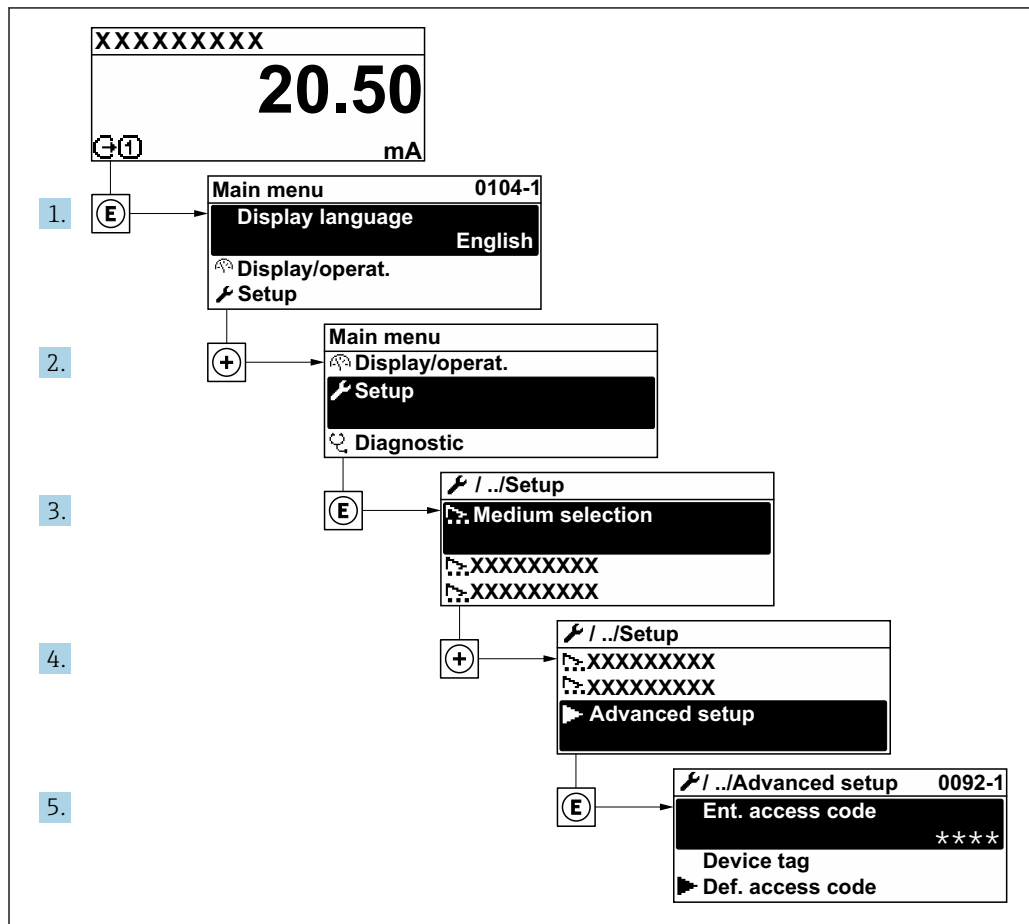 XXXXXXXXX
20.50
1 mA
1. E
Main menu 0104-1
Display language
English
Display/operat.
Setup
2. +
Main menu
Display/operat.
Setup
Diagnostic
3. E
/ ../Setup
Medium selection
XXXXXXXXX
XXXXXXXXX
4. +
/ ../Setup
XXXXXXXXX
XXXXXXXXX
Advanced setup
5. E
/ ../Advanced setup 0092-1
Ent. access code
****
Device tag
Def. access code